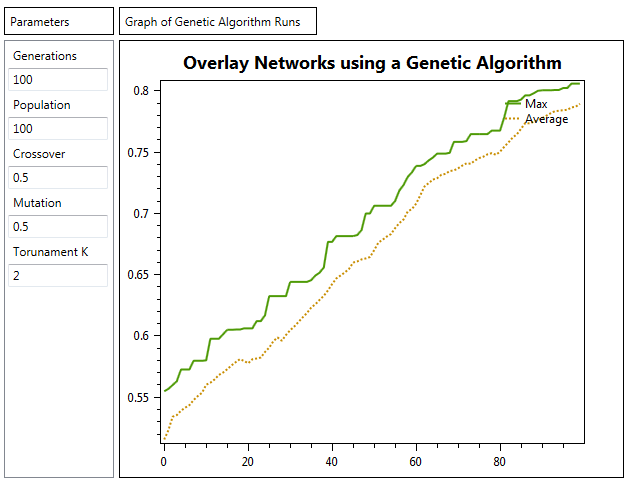 Parameters
Graph of Genetic Algorithm Runs
Generations
100
Population
100
Crossover
0.5
Mutation
0.5
Torunament K
2
Overlay Networks using a Genetic Algorithm
0.8
0.75
0.7
0.65
0.6
0.55
0
20
40
60
80
Max
Average